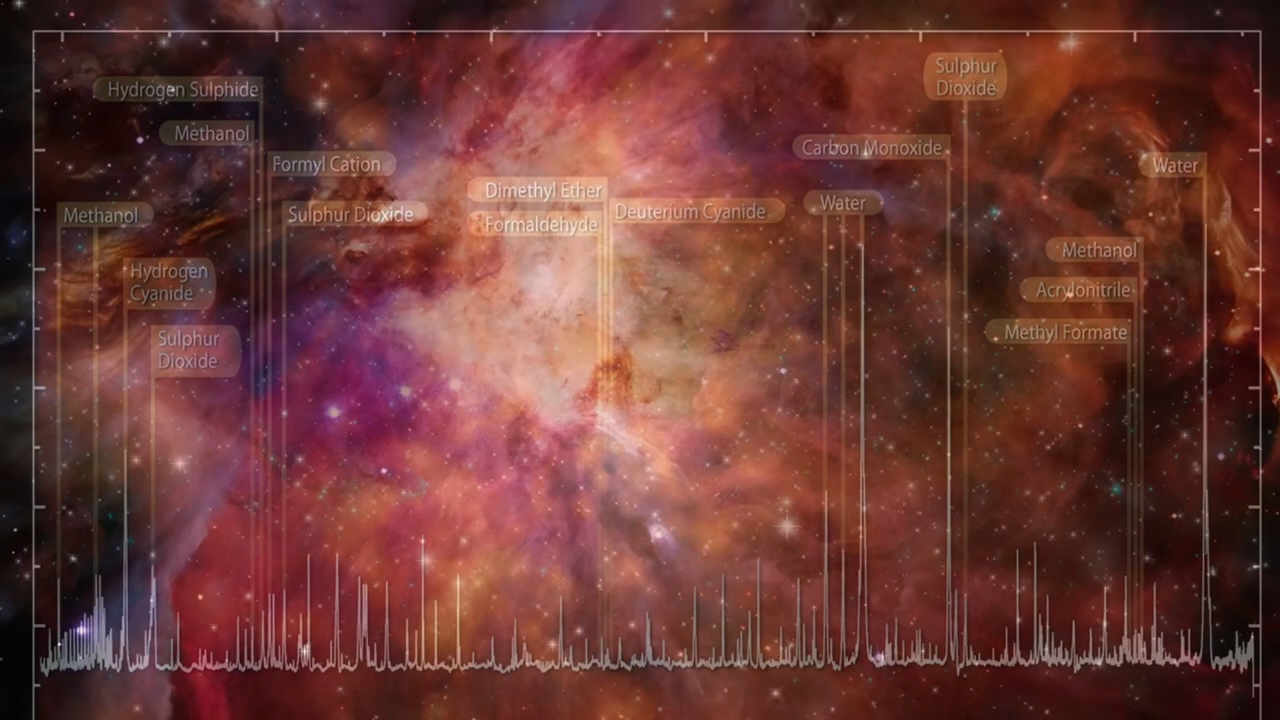 Sulphur
Dioxide
Hydrogen Sulphide
Methanol
Carbon Monoxide
Formyl Cation
Water
Dimethyl Ether
Water
Methanol
Sulphur Dioxide
Formaldehyde
Deuterium Cyanide
Methanol
Hydrogen
Cyanide
Acrylonitrile
Methyl Formate
Sulphur
Dioxide